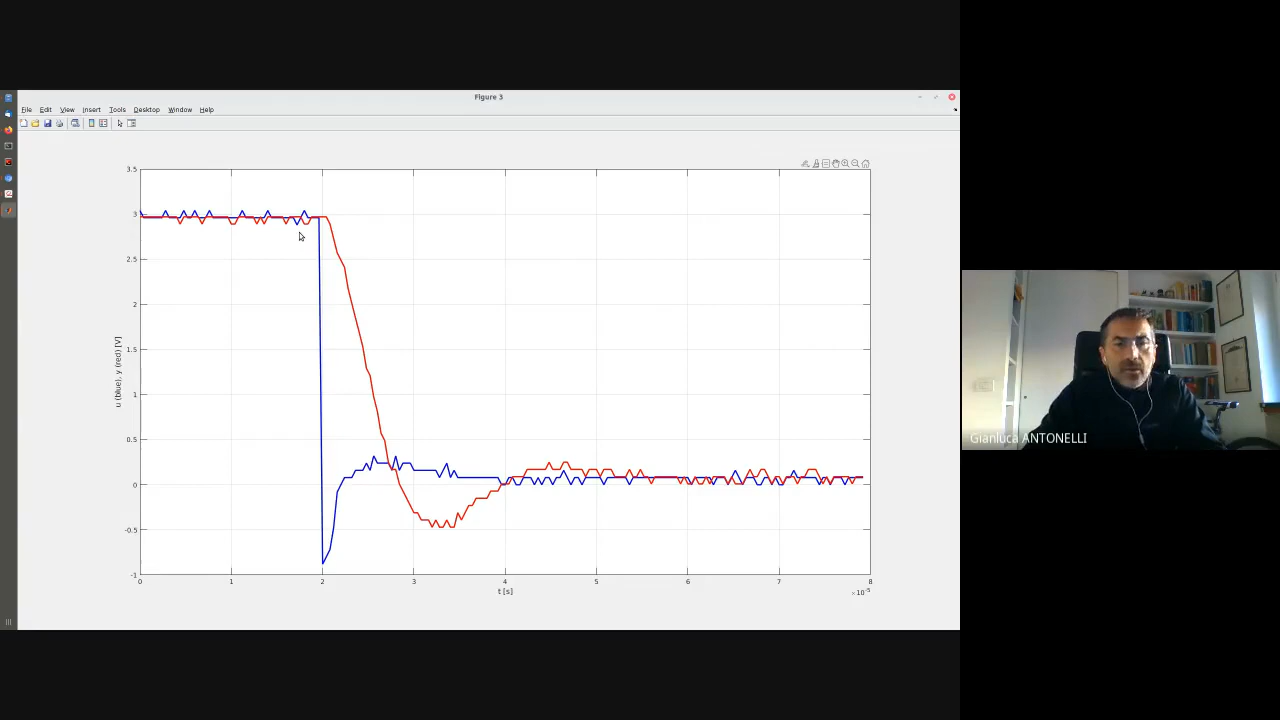 Figure 3
File Edit View Insert Tools Desktop Window Help
3.5
3
2.5
2
1.5
1
0.5
0
-0.5
-1
u (blue), y (red) [V]
0 1 2 3 4 5 6 7 8
t [s]
×10⁻⁵
Gianluca ANTONELLI